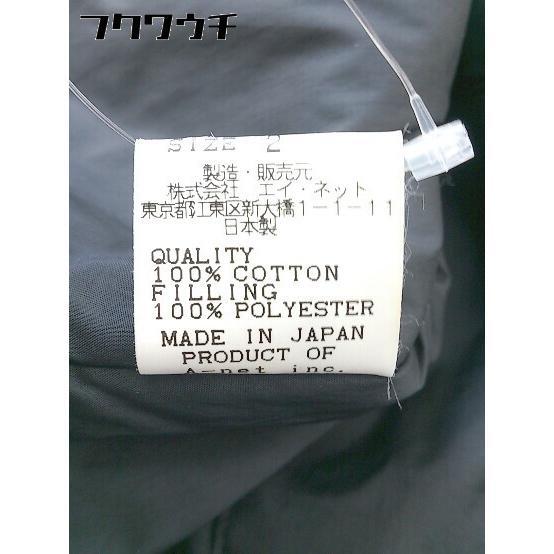 フクワウチ
SIZE 2
製造・販売元
株式会社 エイ・ネット
東京都江東区新大橋1-1-11
日本製
QUALITY
100% COTTON
FILLING
100% POLYESTER
MADE IN JAPAN
PRODUCT OF
A-net inc.